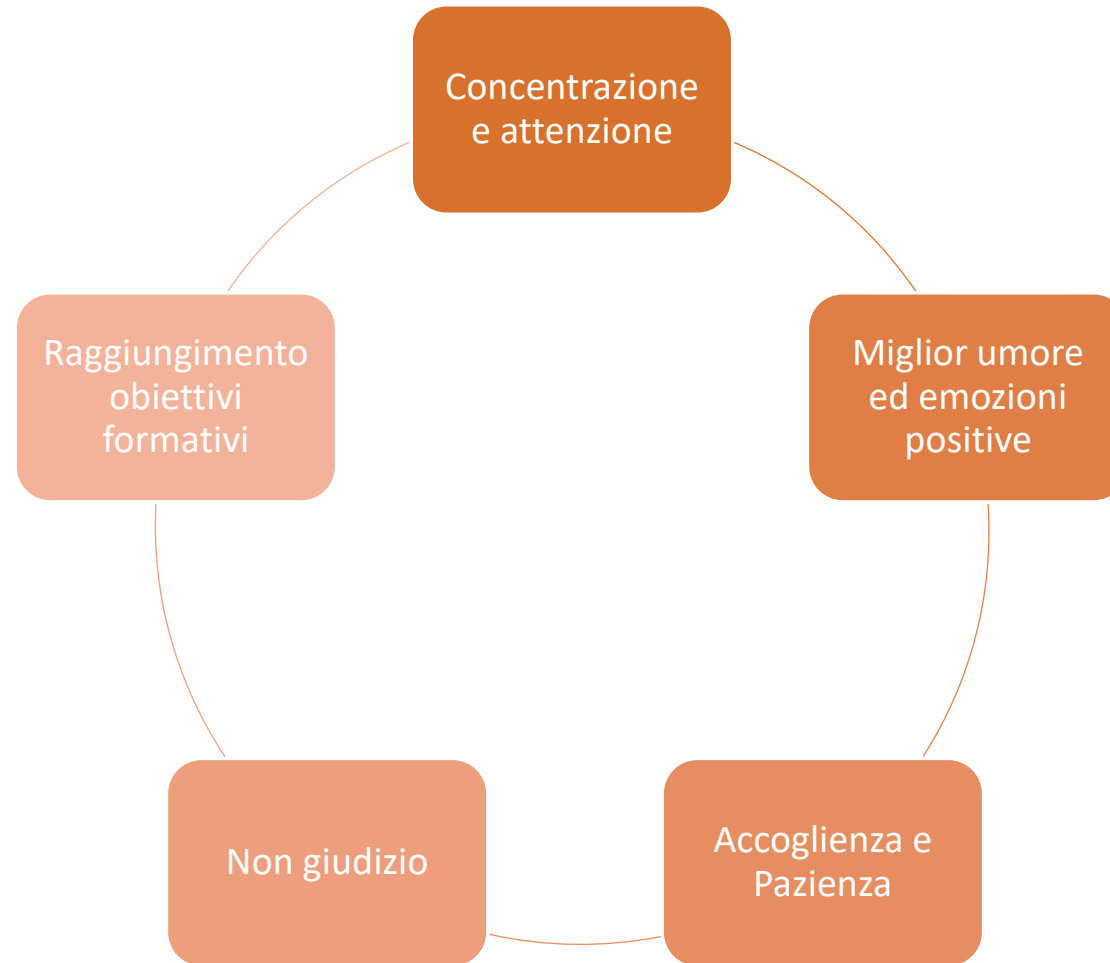 Concentrazione
e attenzione
Miglior umore
ed emozioni
positive
Accoglienza e
Pazienza
Non giudizio
Raggiungimento
obiettivi
formativi